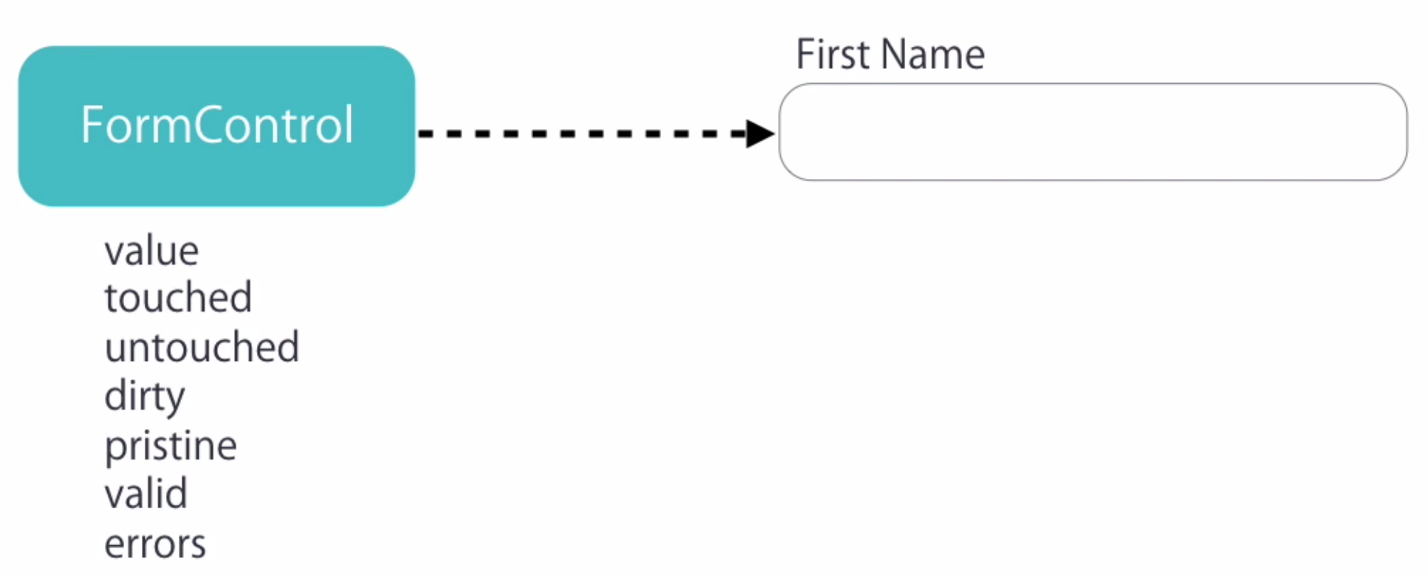 FormControl
First Name
value
touched
untouched
dirty
pristine
valid
errors